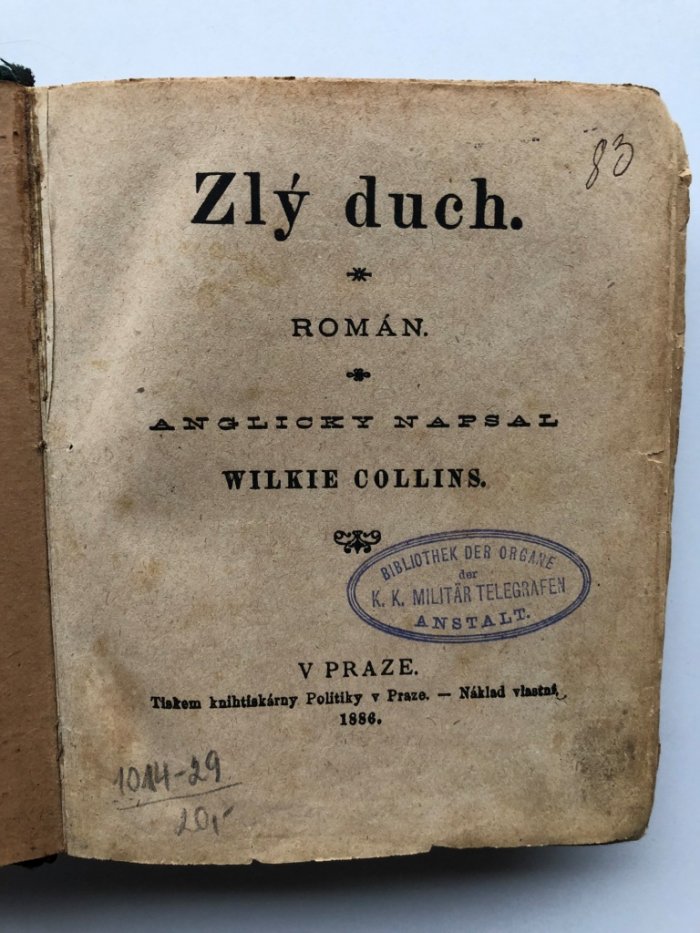 83
Zlý duch.
ROMÁN.
ANGLICKY NAPSAL
WILKIE COLLINS.
BIBLIOTHEK DER ORGANE
der
K. K. MILITÄR TELEGRAFEN
ANSTALT.
V PRAZE.
Tiskem knihtiskárny Politiky v Praze. — Náklad vlastní.
1886.
1014-29
20,-